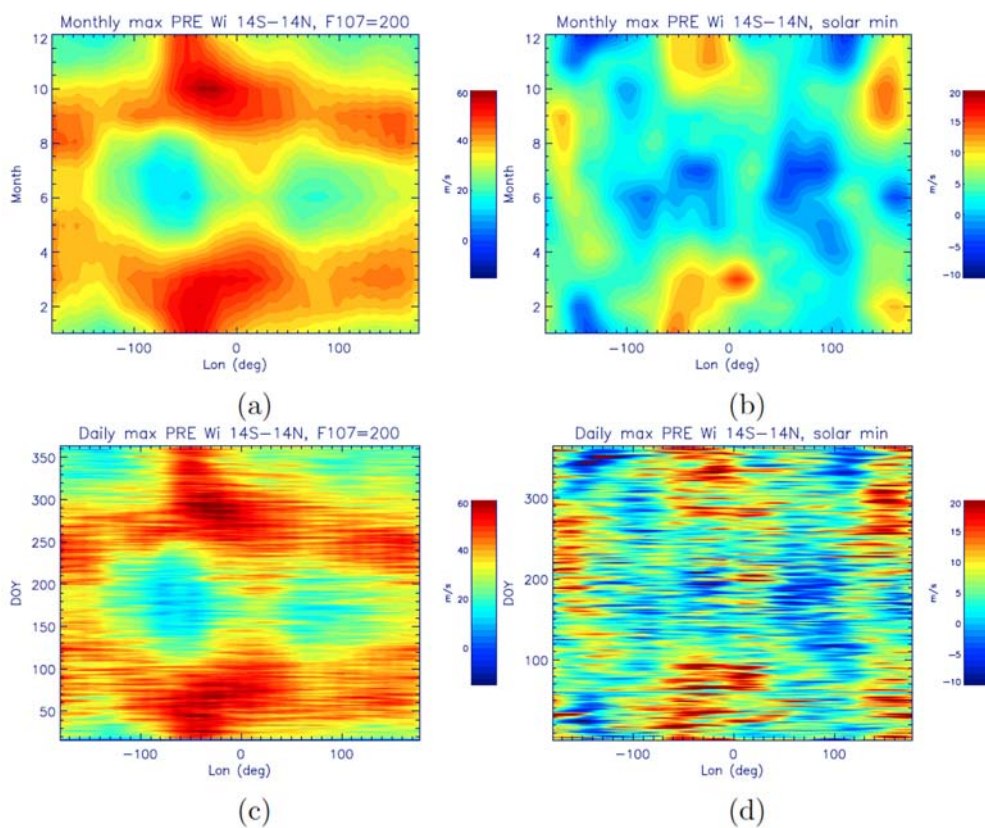 Monthly max PRE Wi 14S−14N, F107=200
12
10
8
6
4
2
Month
−100 0 100
Lon (deg)
60
40
20
0
m/s
(a)
Monthly max PRE Wi 14S−14N, solar min
12
10
8
6
4
2
Month
−100 0 100
Lon (deg)
20
15
10
5
0
−5
−10
m/s
(b)
Daily max PRE Wi 14S−14N, F107=200
350
300
250
200
150
100
50
DOY
−100 0 100
Lon (deg)
60
40
20
0
m/s
(c)
Daily max PRE Wi 14S−14N, solar min
300
200
100
DOY
−100 0 100
Lon (deg)
20
15
10
5
0
−5
−10
m/s
(d)